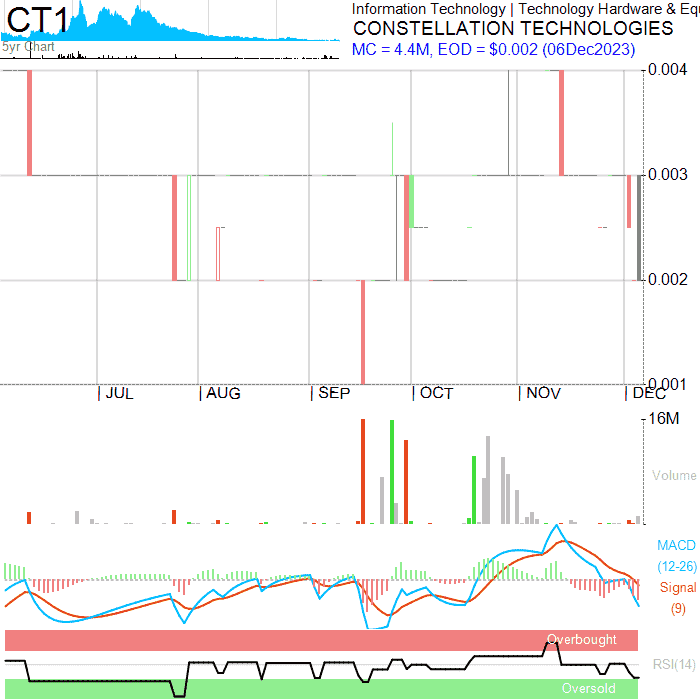 CT1
5yr Chart
Information Technology | Technology Hardware & Equ
CONSTELLATION TECHNOLOGIES
MC = 4.4M, EOD = $0.002 (06Dec2023)
0.004
0.003
0.002
0.001
JUL
AUG
SEP
OCT
NOV
DEC
16M
Volume
MACD
(12-26)
Signal
(9)
Overbought
RSI(14)
Oversold